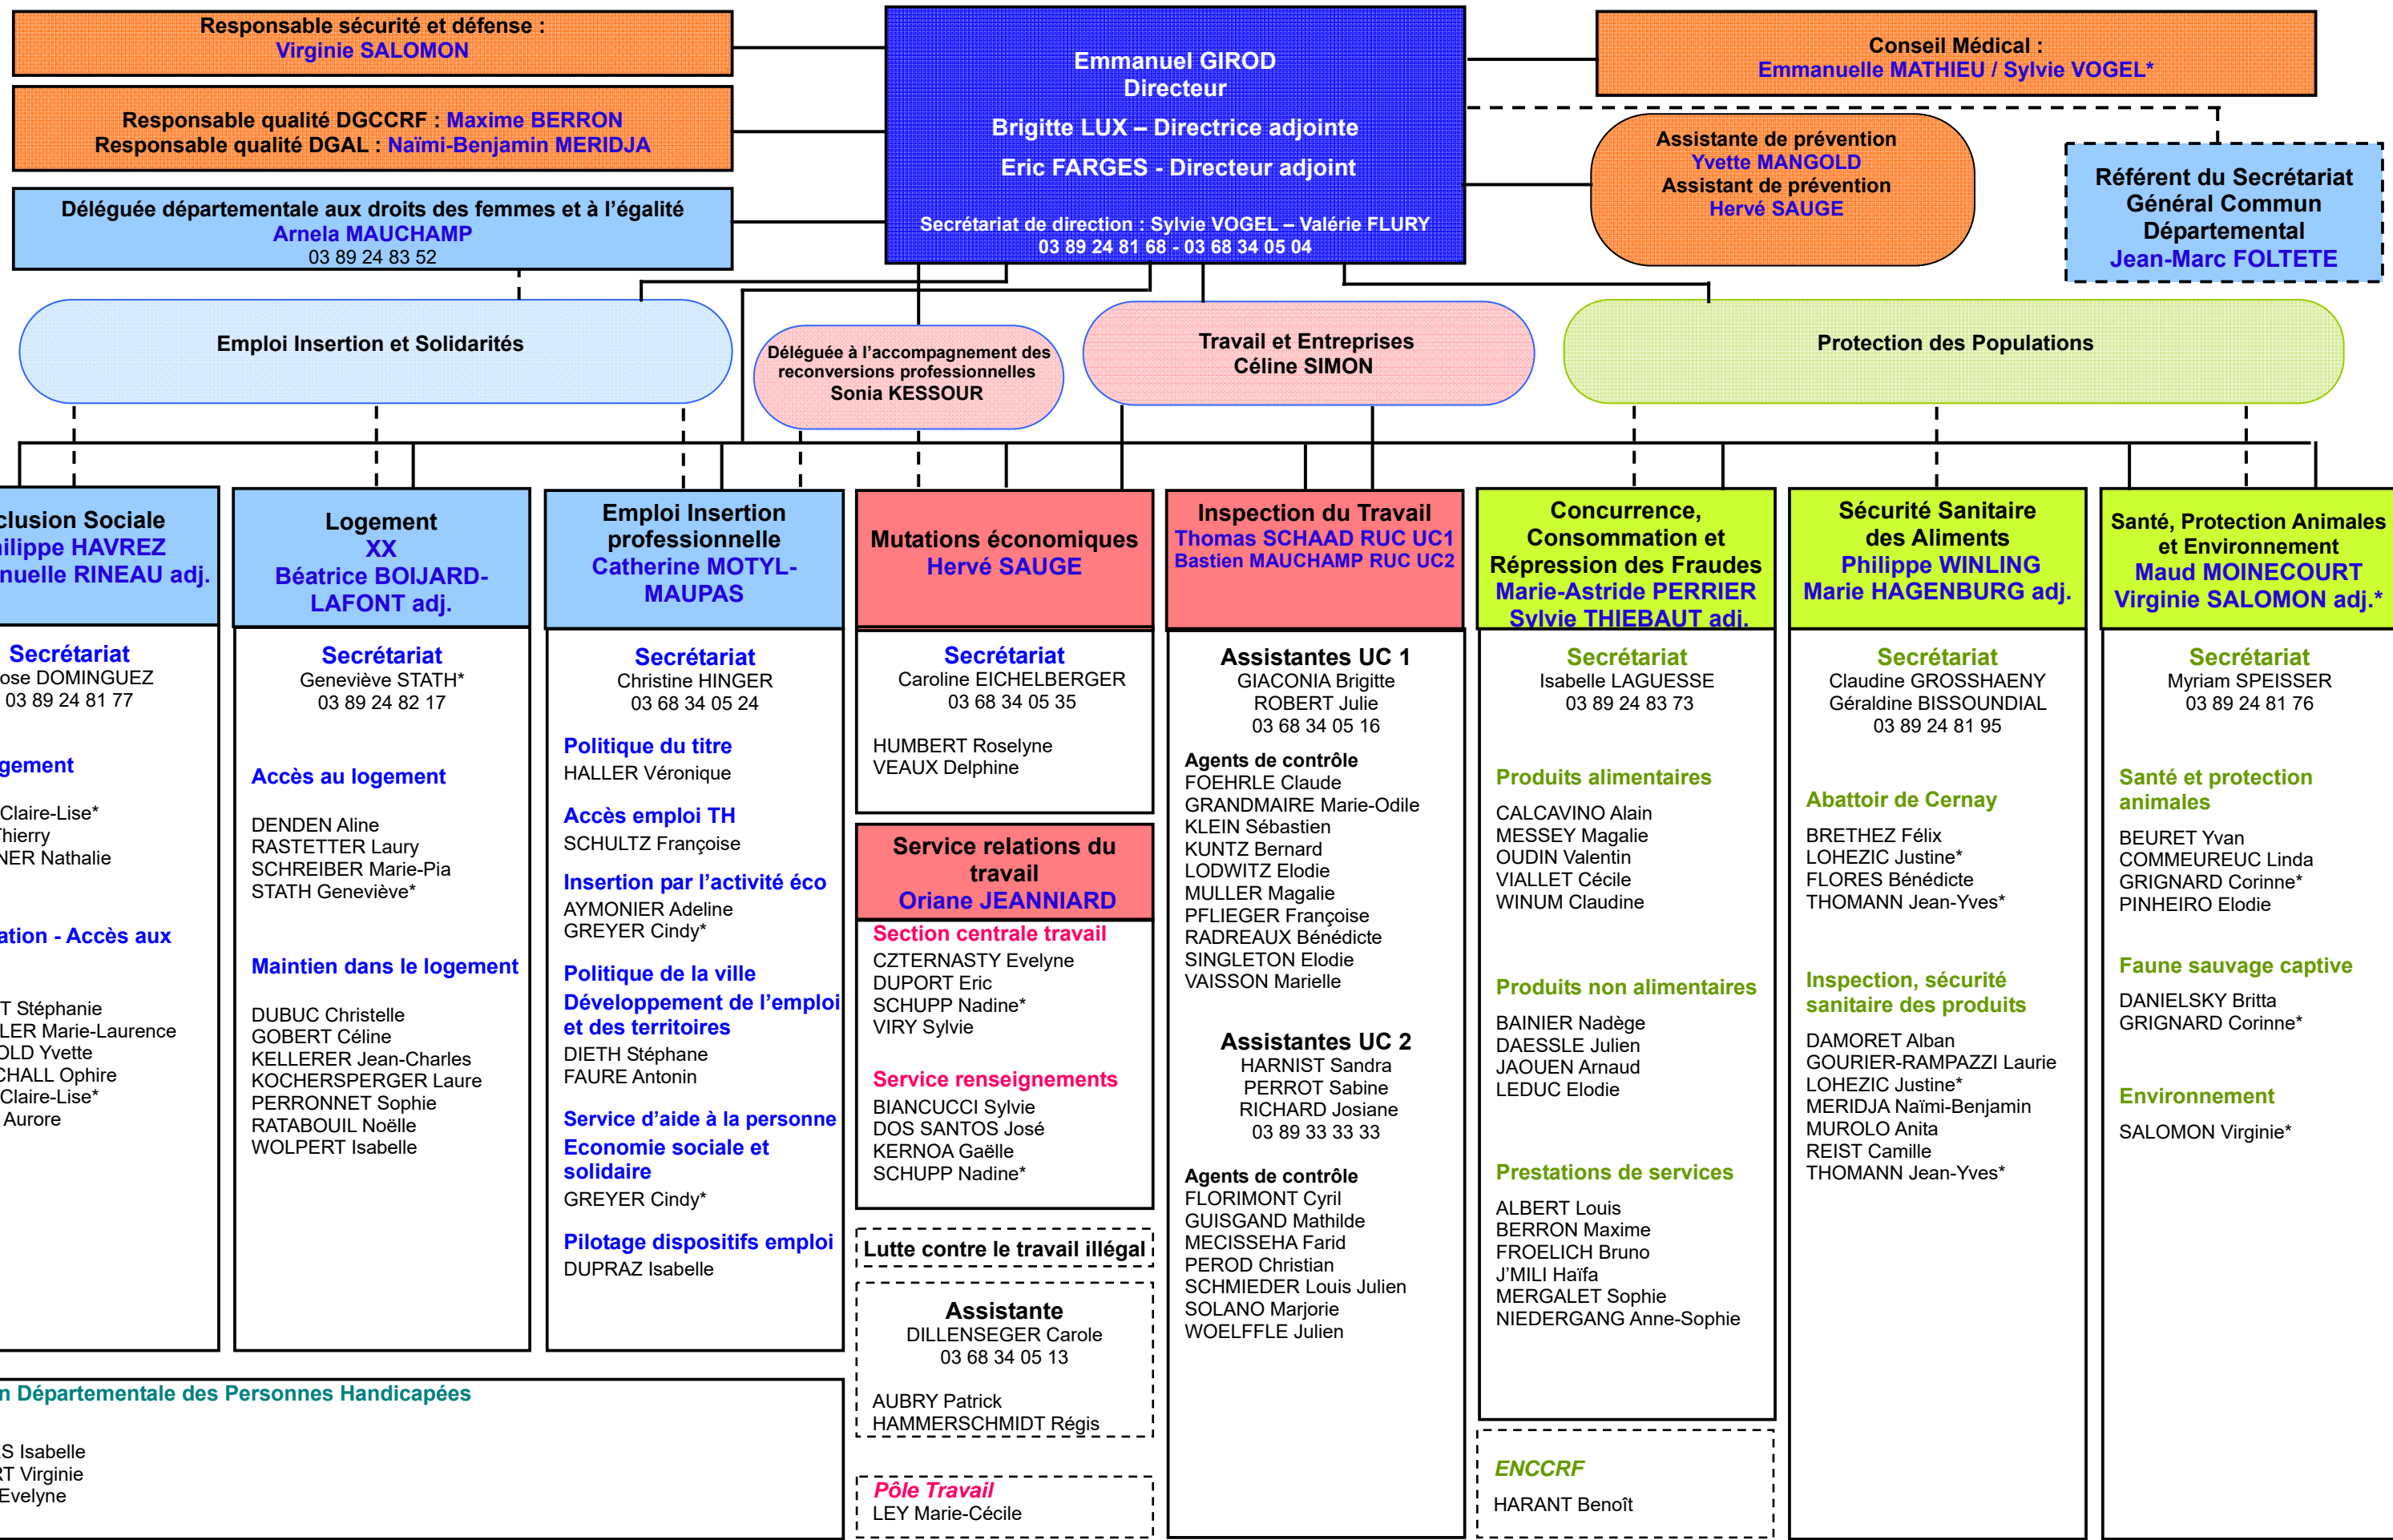 Responsable sécurité et défense :
Virginie SALOMON
Responsable qualité DGCCRF : Maxime BERRON
Responsable qualité DGAL : Naïmi-Benjamin MERIDJA
Déléguée départementale aux droits des femmes et à l'égalité
Arnela MAUCHAMP
03 89 24 83 52
Emmanuel GIROD
Directeur
Brigitte LUX – Directrice adjointe
Eric FARGES - Directeur adjoint
Secrétariat de direction : Sylvie VOGEL – Valérie FLURY
03 89 24 81 68 - 03 68 34 05 04
Conseil Médical :
Emmanuelle MATHIEU / Sylvie VOGEL*
Assistante de prévention
Yvette MANGOLD
Assistant de prévention
Hervé SAUGE
Référent du Secrétariat
Général Commun
Départemental
Jean-Marc FOLTETE
Emploi Insertion et Solidarités
Déléguée à l'accompagnement des
reconversions professionnelles
Sonia KESSOUR
Travail et Entreprises
Céline SIMON
Protection des Populations
clusion Sociale
ilippe HAVREZ
nuelle RINEAU adj.
Secrétariat
ose DOMINGUEZ
03 89 24 81 77
gement
Claire-Lise*
hierry
NER Nathalie
ation - Accès aux
T Stéphanie
LER Marie-Laurence
OLD Yvette
CHALL Ophire
Claire-Lise*
Aurore
Logement
XX
Béatrice BOIJARD-
LAFONT adj.
Secrétariat
Geneviève STATH*
03 89 24 82 17
Accès au logement
DENDEN Aline
RASTETTER Laury
SCHREIBER Marie-Pia
STATH Geneviève*
Maintien dans le logement
DUBUC Christelle
GOBERT Céline
KELLERER Jean-Charles
KOCHERSPERGER Laure
PERRONNET Sophie
RATABOUIL Noëlle
WOLPERT Isabelle
Emploi Insertion
professionnelle
Catherine MOTYL-
MAUPAS
Secrétariat
Christine HINGER
03 68 34 05 24
Politique du titre
HALLER Véronique
Accès emploi TH
SCHULTZ Françoise
Insertion par l'activité éco
AYMONIER Adeline
GREYER Cindy*
Politique de la ville
Développement de l'emploi
et des territoires
DIETH Stéphane
FAURE Antonin
Service d'aide à la personne
Economie sociale et
solidaire
GREYER Cindy*
Pilotage dispositifs emploi
DUPRAZ Isabelle
n Départementale des Personnes Handicapées
S Isabelle
RT Virginie
Evelyne
Mutations économiques
Hervé SAUGE
Secrétariat
Caroline EICHELBERGER
03 68 34 05 35
HUMBERT Roselyne
VEAUX Delphine
Service relations du
travail
Oriane JEANNIARD
Section centrale travail
CZTERNASTY Evelyne
DUPORT Eric
SCHUPP Nadine*
VIRY Sylvie
Service renseignements
BIANCUCCI Sylvie
DOS SANTOS José
KERNOA Gaëlle
SCHUPP Nadine*
Lutte contre le travail illégal
Assistante
DILLENSEGER Carole
03 68 34 05 13
AUBRY Patrick
HAMMERSCHMIDT Régis
Pôle Travail
LEY Marie-Cécile
Inspection du Travail
Thomas SCHAAD RUC UC1
Bastien MAUCHAMP RUC UC2
Assistantes UC 1
GIACONIA Brigitte
ROBERT Julie
03 68 34 05 16
Agents de contrôle
FOEHRLE Claude
GRANDMAIRE Marie-Odile
KLEIN Sébastien
KUNTZ Bernard
LODWITZ Elodie
MULLER Magalie
PFLIEGER Françoise
RADREAUX Bénédicte
SINGLETON Elodie
VAISSON Marielle
Assistantes UC 2
HARNIST Sandra
PERROT Sabine
RICHARD Josiane
03 89 33 33 33
Agents de contrôle
FLORIMONT Cyril
GUISGAND Mathilde
MECISSEHA Farid
PEROD Christian
SCHMIEDER Louis Julien
SOLANO Marjorie
WOELFFLE Julien
Concurrence,
Consommation et
Répression des Fraudes
Marie-Astride PERRIER
Sylvie THIEBAUT adj.
Secrétariat
Isabelle LAGUESSE
03 89 24 83 73
Produits alimentaires
CALCAVINO Alain
MESSEY Magalie
OUDIN Valentin
VIALLET Cécile
WINUM Claudine
Produits non alimentaires
BAINIER Nadège
DAESSLE Julien
JAOUEN Arnaud
LEDUC Elodie
Prestations de services
ALBERT Louis
BERRON Maxime
FROELICH Bruno
J'MILI Haïfa
MERGALET Sophie
NIEDERGANG Anne-Sophie
ENCCRF
HARANT Benoît
Sécurité Sanitaire
des Aliments
Philippe WINLING
Marie HAGENBURG adj.
Secrétariat
Claudine GROSSHAENY
Géraldine BISSOUNDIAL
03 89 24 81 95
Abattoir de Cernay
BRETHEZ Félix
LOHEZIC Justine*
FLORES Bénédicte
THOMANN Jean-Yves*
Inspection, sécurité
sanitaire des produits
DAMORET Alban
GOURIER-RAMPAZZI Laurie
LOHEZIC Justine*
MERIDJA Naïmi-Benjamin
MUROLO Anita
REIST Camille
THOMANN Jean-Yves*
Santé, Protection Animales
et Environnement
Maud MOINECOURT
Virginie SALOMON adj.*
Secrétariat
Myriam SPEISSER
03 89 24 81 76
Santé et protection
animales
BEURET Yvan
COMMEUREUC Linda
GRIGNARD Corinne*
PINHEIRO Elodie
Faune sauvage captive
DANIELSKY Britta
GRIGNARD Corinne*
Environnement
SALOMON Virginie*